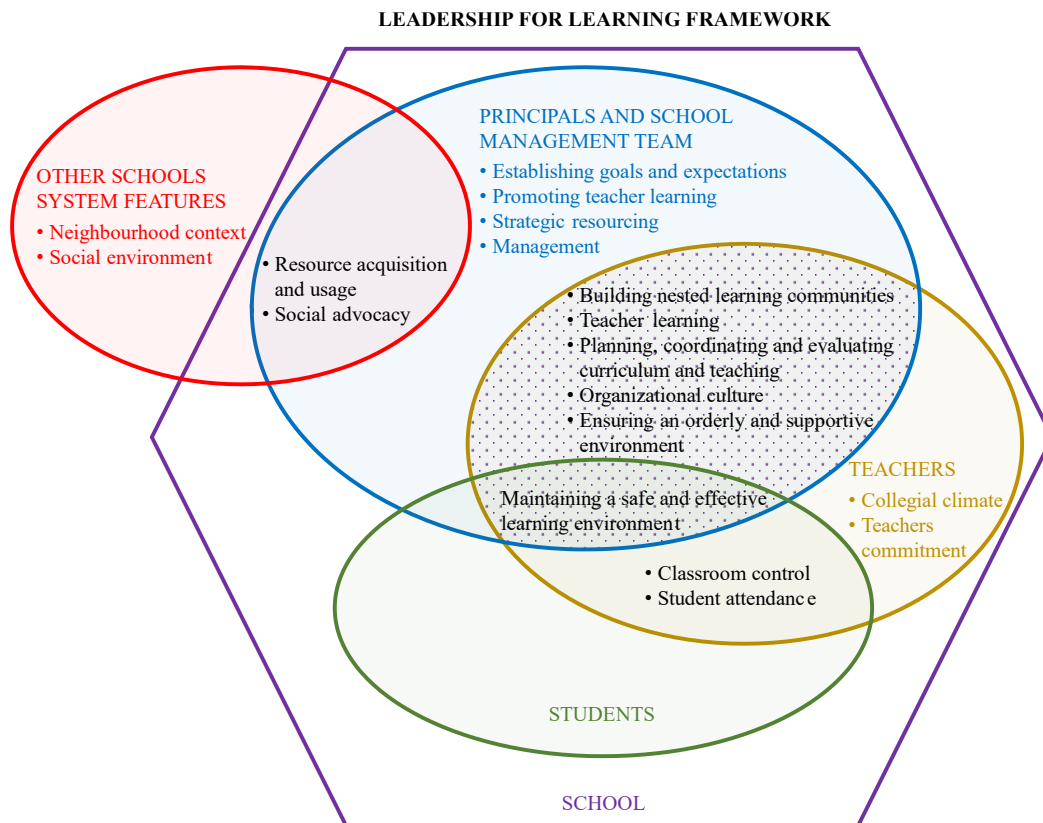 LEADERSHIP FOR LEARNING FRAMEWORK
PRINCIPALS AND SCHOOL
MANAGEMENT TEAM
• Establishing goals and expectations
• Promoting teacher learning
• Strategic resourcing
• Management
OTHER SCHOOLS
SYSTEM FEATURES
• Neighbourhood context
• Social environment
• Resource acquisition
and usage
• Social advocacy
• Building nested learning communities
• Teacher learning
• Planning, coordinating and evaluating
curriculum and teaching
• Organizational culture
• Ensuring an orderly and supportive
environment
TEACHERS
• Collegial climate
• Teachers
commitment
Maintaining a safe and effective
learning environment
• Classroom control
• Student attendance
STUDENTS
SCHOOL